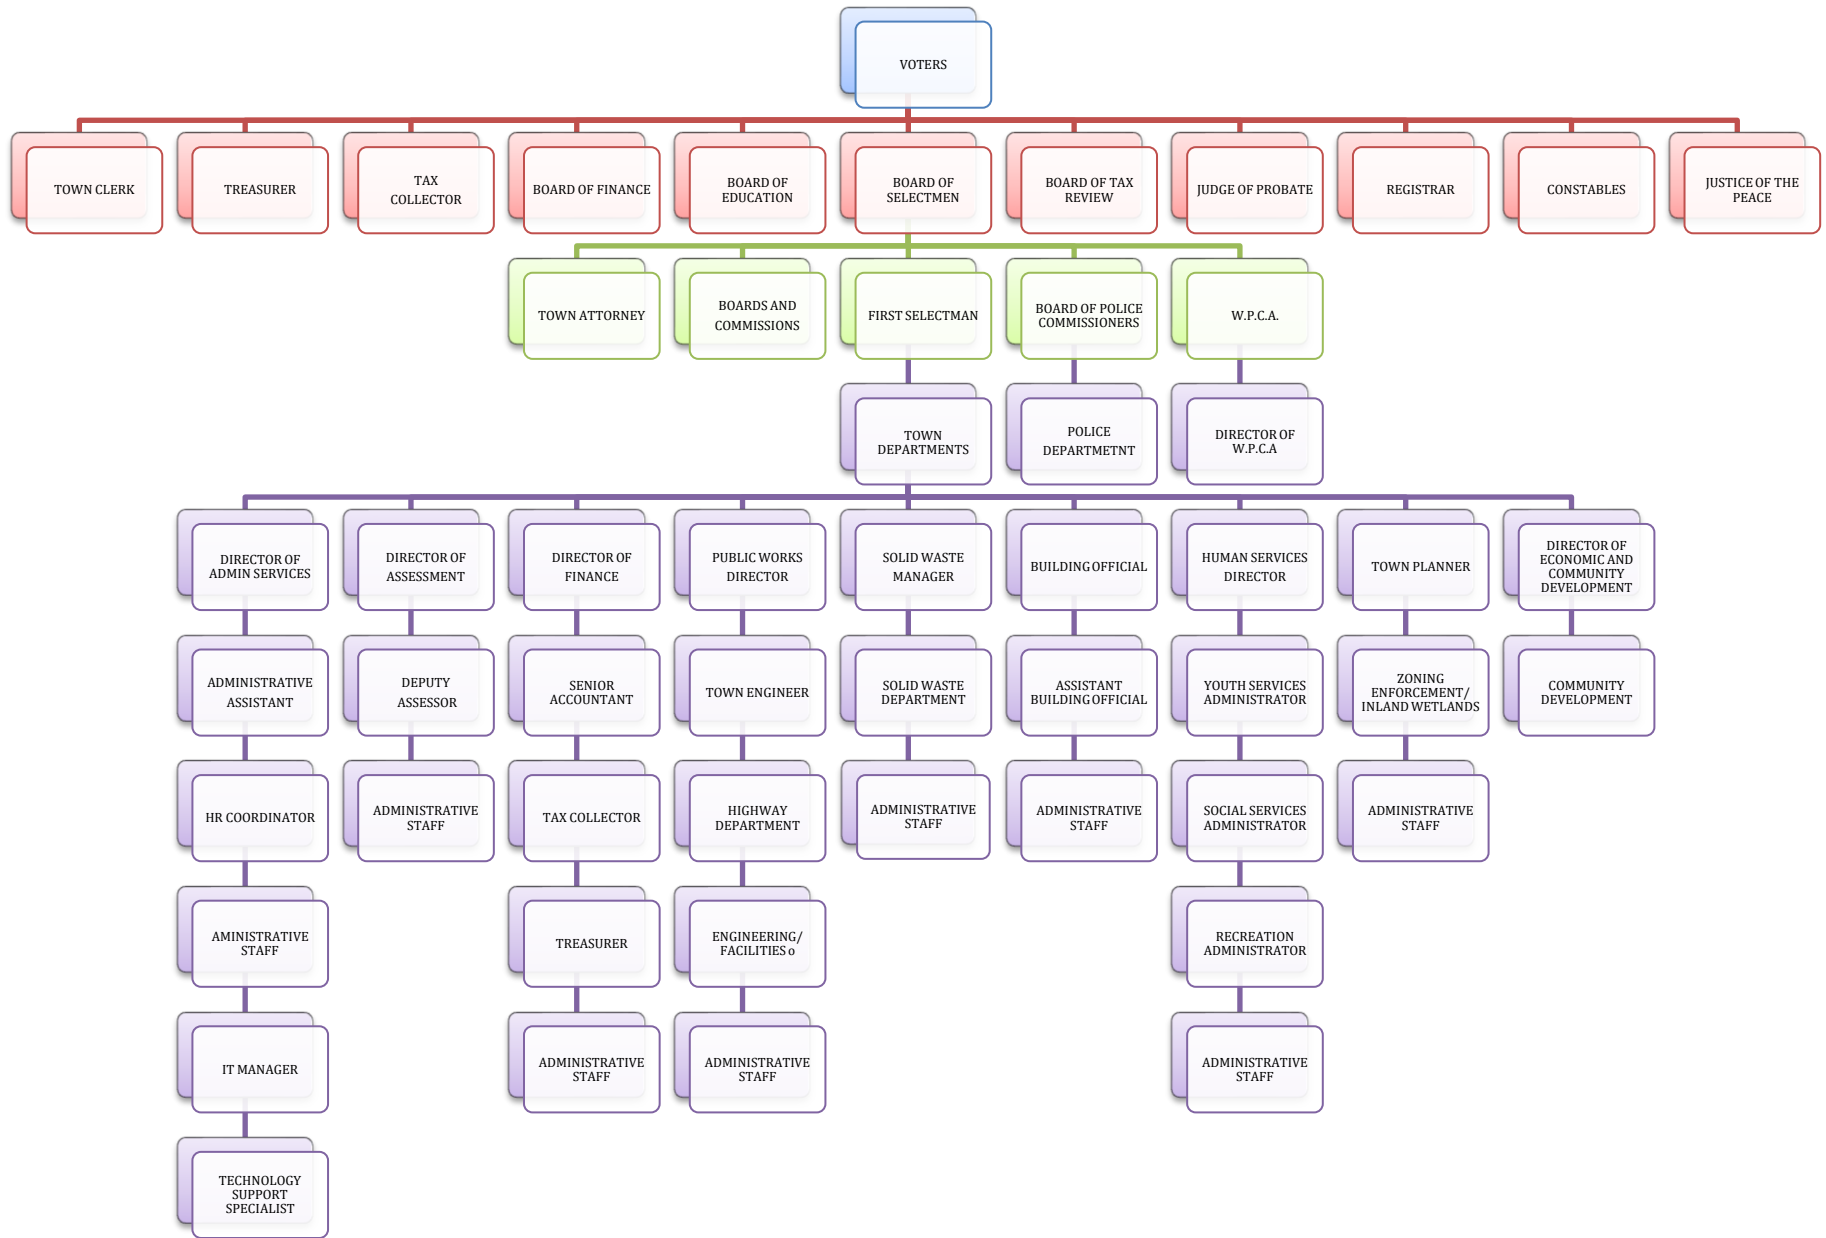 VOTERS
TOWN CLERK
TREASURER
TAX
COLLECTOR
BOARD OF FINANCE
BOARD OF
EDUCATION
BOARD OF
SELECTMEN
BOARD OF TAX
REVIEW
JUDGE OF PROBATE
REGISTRAR
CONSTABLES
JUSTICE OF THE
PEACE
TOWN ATTORNEY
BOARDS AND
COMMISSIONS
FIRST SELECTMAN
BOARD OF POLICE
COMMISSIONERS
W.P.C.A.
TOWN
DEPARTMENTS
POLICE
DEPARTMETNT
DIRECTOR OF
W.P.C.A
DIRECTOR OF
ADMIN SERVICES
DIRECTOR OF
ASSESSMENT
DIRECTOR OF
FINANCE
PUBLIC WORKS
DIRECTOR
SOLID WASTE
MANAGER
BUILDING OFFICIAL
HUMAN SERVICES
DIRECTOR
TOWN PLANNER
DIRECTOR OF
ECONOMIC AND
COMMUNITY
DEVELOPMENT
ADMINISTRATIVE
ASSISTANT
DEPUTY
ASSESSOR
SENIOR
ACCOUNTANT
TOWN ENGINEER
SOLID WASTE
DEPARTMENT
ASSISTANT
BUILDING OFFICIAL
YOUTH SERVICES
ADMINISTRATOR
ZONING
ENFORCEMENT/
INLAND WETLANDS
COMMUNITY
DEVELOPMENT
HR COORDINATOR
ADMINISTRATIVE
STAFF
TAX COLLECTOR
HIGHWAY
DEPARTMENT
ADMINISTRATIVE
STAFF
ADMINISTRATIVE
STAFF
SOCIAL SERVICES
ADMINISTRATOR
ADMINISTRATIVE
STAFF
AMINISTRATIVE
STAFF
TREASURER
ENGINEERING/
FACILITIES o
RECREATION
ADMINISTRATOR
IT MANAGER
ADMINISTRATIVE
STAFF
ADMINISTRATIVE
STAFF
ADMINISTRATIVE
STAFF
TECHNOLOGY
SUPPORT
SPECIALIST